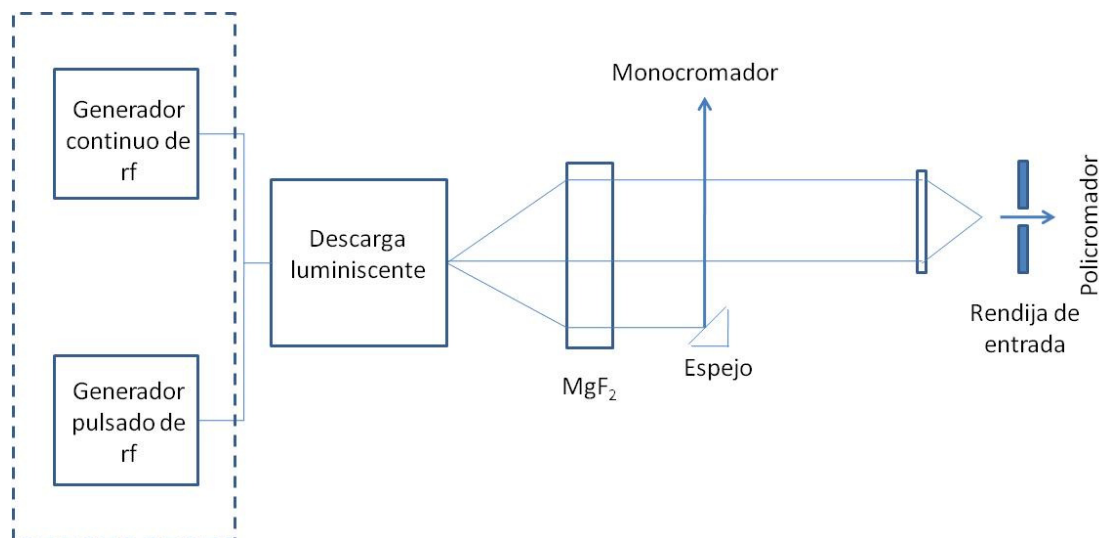 Generador
continuo de
rf
Generador
pulsado de
rf
Descarga
luminiscente
MgF₂
Monocromador
Espejo
Rendija de
entrada
Policromador